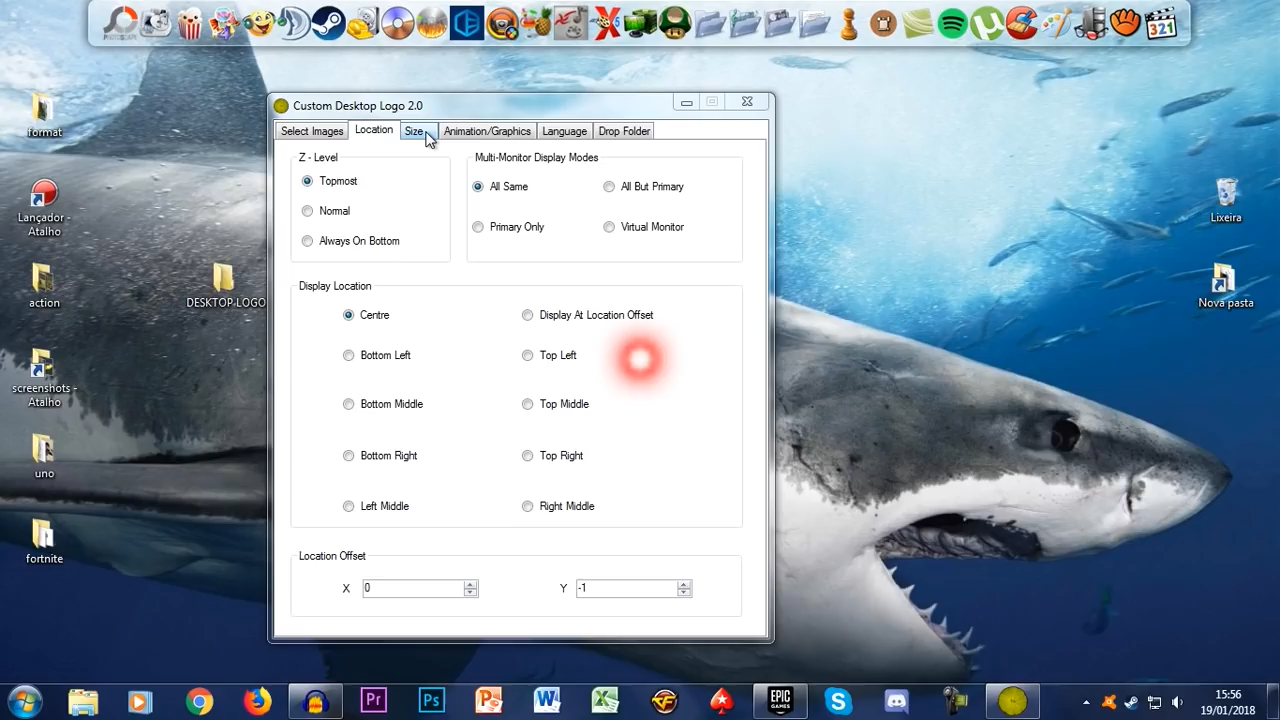 321
format
Lançador -
Atalho
action
DESKTOP-LOGO
screenshots -
Atalho
uno
fortnite
Lixeira
Nova pasta
Custom Desktop Logo 2.0
Select Images Location Size Animation/Graphics Language Drop Folder
Z - Level
Topmost
Normal
Always On Bottom
Multi-Monitor Display Modes
All Same All But Primary
Primary Only Virtual Monitor
Display Location
Centre Display At Location Offset
Bottom Left Top Left
Bottom Middle Top Middle
Bottom Right Top Right
Left Middle Right Middle
Location Offset
X 0 Y -1
Pr Ps P W X EPIC GAMES S
15:56
19/01/2018